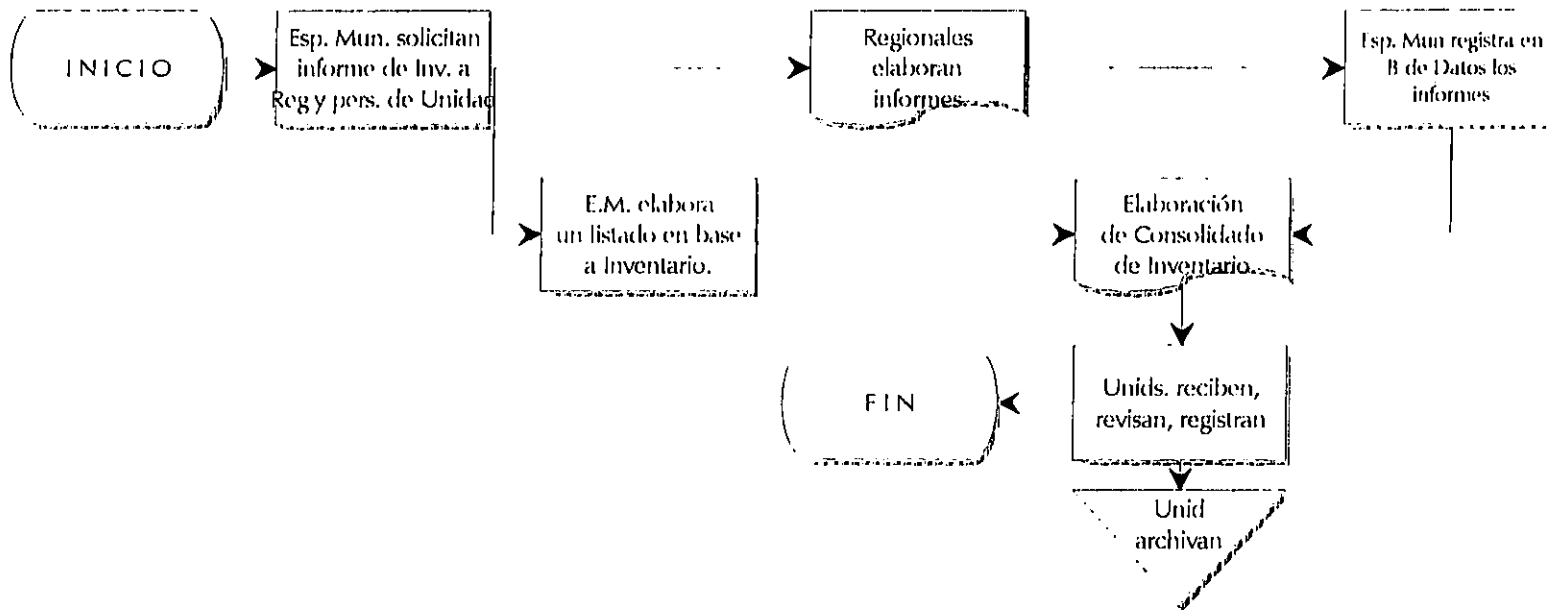 INICIO
Esp. Mun. solicitan
informe de Inv. a
Reg y pers. de Unidad
Regionales
elaboran
informes
Esp. Mun registra en
B de Datos los
informes
E.M. elabora
un listado en base
a Inventario.
Elaboración
de Consolidado
de Inventario.
FIN
Unids. reciben,
revisan, registran
Unid
archivan